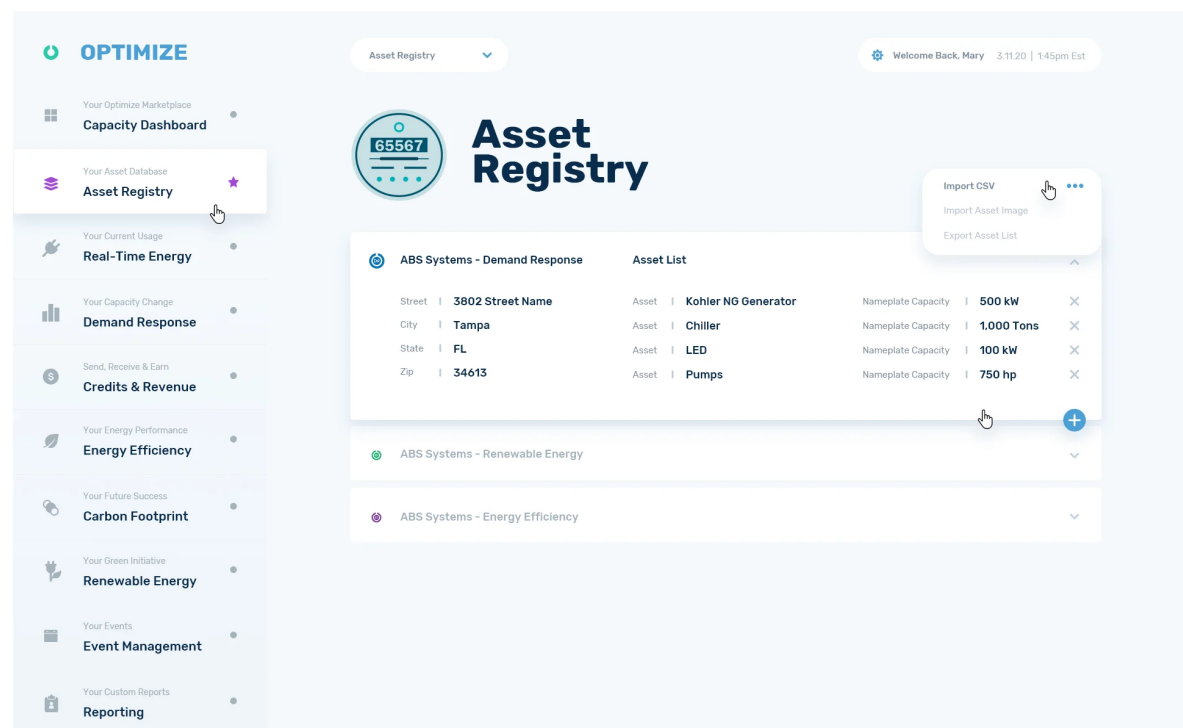 OPTIMIZE
Asset Registry
Welcome Back, Mary 3.11.20 | 1:45pm Est
Your Optimize Marketplace
Capacity Dashboard
Your Asset Database
Asset Registry
Your Current Usage
Real-Time Energy
Your Capacity Change
Demand Response
Send, Receive & Earn
Credits & Revenue
Your Energy Performance
Energy Efficiency
Your Future Success
Carbon Footprint
Your Green Initiative
Renewable Energy
Your Events
Event Management
Your Custom Reports
Reporting
65567
Asset
Registry
Import CSV
Import Asset Image
Export Asset List
ABS Systems - Demand Response Asset List
Street | 3802 Street Name Asset | Kohler NG Generator Nameplate Capacity | 500 kW
City | Tampa Asset | Chiller Nameplate Capacity | 1,000 Tons
State | FL Asset | LED Nameplate Capacity | 100 kW
Zip | 34613 Asset | Pumps Nameplate Capacity | 750 hp
ABS Systems - Renewable Energy
ABS Systems - Energy Efficiency